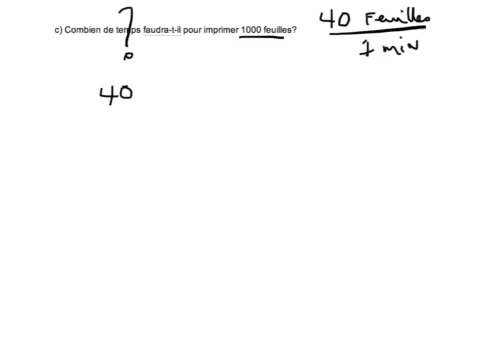 c) Combien de temps faudra-t-il pour imprimer 1000 feuilles?
?
40 Feuilles
1 min
40